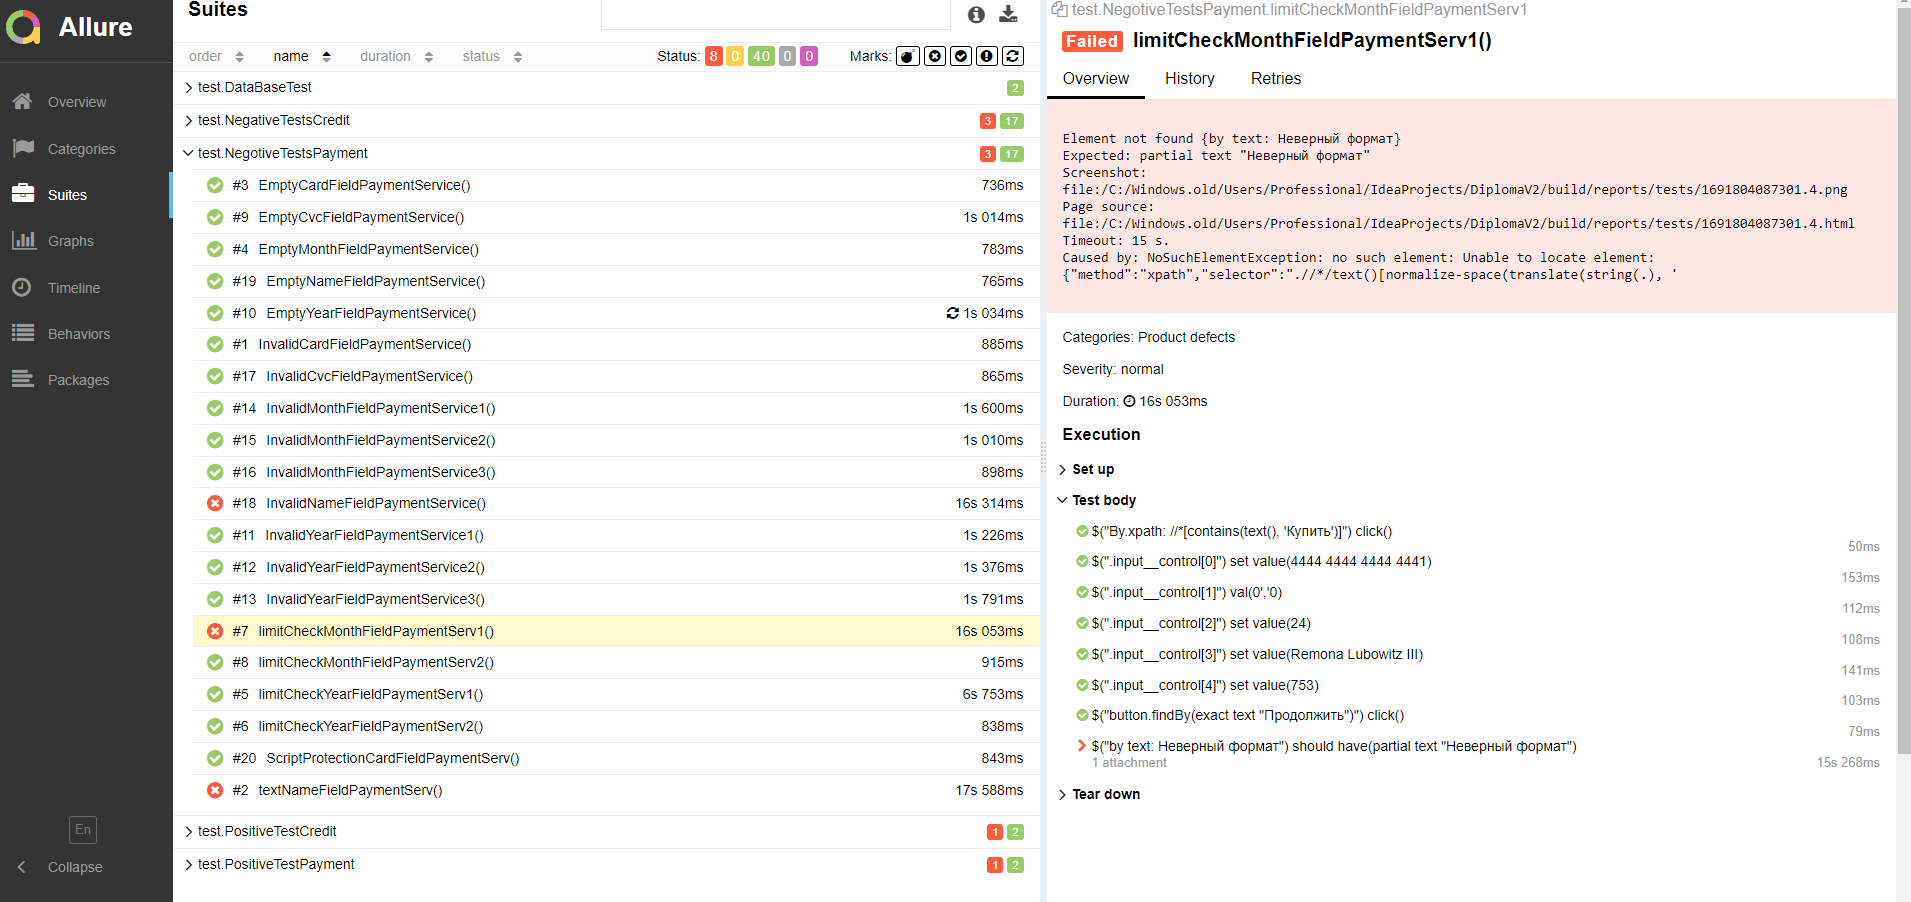 Allure
Overview
Categories
Suites
Graphs
Timeline
Behaviors
Packages
En
Collapse
Suites
order name duration status Status: 8 0 40 0 0 Marks:
test.DataBaseTest 2
test.NegativeTestsCredit 3 17
test.NegotiveTestsPayment 3 17
#3 EmptyCardFieldPaymentService() 736ms
#9 EmptyCvcFieldPaymentService() 1s 014ms
#4 EmptyMonthFieldPaymentService() 783ms
#19 EmptyNameFieldPaymentService() 765ms
#10 EmptyYearFieldPaymentService() 1s 034ms
#1 InvalidCardFieldPaymentService() 885ms
#17 InvalidCvcFieldPaymentService() 865ms
#14 InvalidMonthFieldPaymentService1() 1s 600ms
#15 InvalidMonthFieldPaymentService2() 1s 010ms
#16 InvalidMonthFieldPaymentService3() 898ms
#18 InvalidNameFieldPaymentService() 16s 314ms
#11 InvalidYearFieldPaymentService1() 1s 226ms
#12 InvalidYearFieldPaymentService2() 1s 376ms
#13 InvalidYearFieldPaymentService3() 1s 791ms
#7 limitCheckMonthFieldPaymentServ1() 16s 053ms
#8 limitCheckMonthFieldPaymentServ2() 915ms
#5 limitCheckYearFieldPaymentServ1() 6s 753ms
#6 limitCheckYearFieldPaymentServ2() 838ms
#20 ScriptProtectionCardFieldPaymentServ() 843ms
#2 textNameFieldPaymentServ() 17s 588ms
test.PositiveTestCredit 1 2
test.PositiveTestPayment 1 2
test.NegotiveTestsPayment.limitCheckMonthFieldPaymentServ1
Failed limitCheckMonthFieldPaymentServ1()
Overview History Retries
Element not found {by text: Неверный формат}
Expected: partial text "Неверный формат"
Screenshot:
file:/C:/Windows.old/Users/Professional/IdeaProjects/DiplomaV2/build/reports/tests/1691804087301.4.png
Page source:
file:/C:/Windows.old/Users/Professional/IdeaProjects/DiplomaV2/build/reports/tests/1691804087301.4.html
Timeout: 15 s.
Caused by: NoSuchElementException: no such element: Unable to locate element:
{"method":"xpath","selector":".//*/text()[normalize-space(translate(string(.), '
Categories: Product defects
Severity: normal
Duration: 16s 053ms
Execution
Set up
Test body
$("By.xpath: //*[contains(text(), 'Купить')]") click()
50ms
$(".input__control[0]") set value(4444 4444 4444 4441)
153ms
$(".input__control[1]") val(0','0)
112ms
$(".input__control[2]") set value(24)
108ms
$(".input__control[3]") set value(Remona Lubowitz III)
141ms
$(".input__control[4]") set value(753)
103ms
$("button.findBy(exact text "Продолжить")") click()
79ms
$("by text: Неверный формат") should have(partial text "Неверный формат")
1 attachment 15s 268ms
Tear down